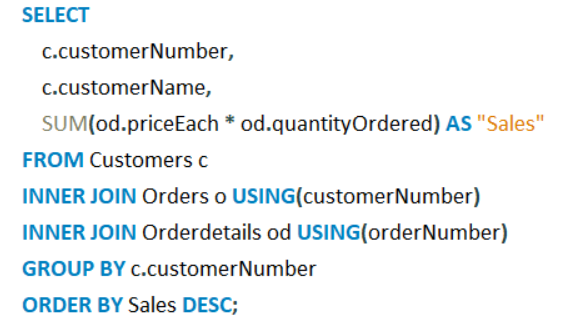 SELECT
c.customerNumber,
c.customerName,
SUM(od.priceEach * od.quantityOrdered) AS "Sales"
FROM Customers c
INNER JOIN Orders o USING(customerNumber)
INNER JOIN Orderdetails od USING(orderNumber)
GROUP BY c.customerNumber
ORDER BY Sales DESC;